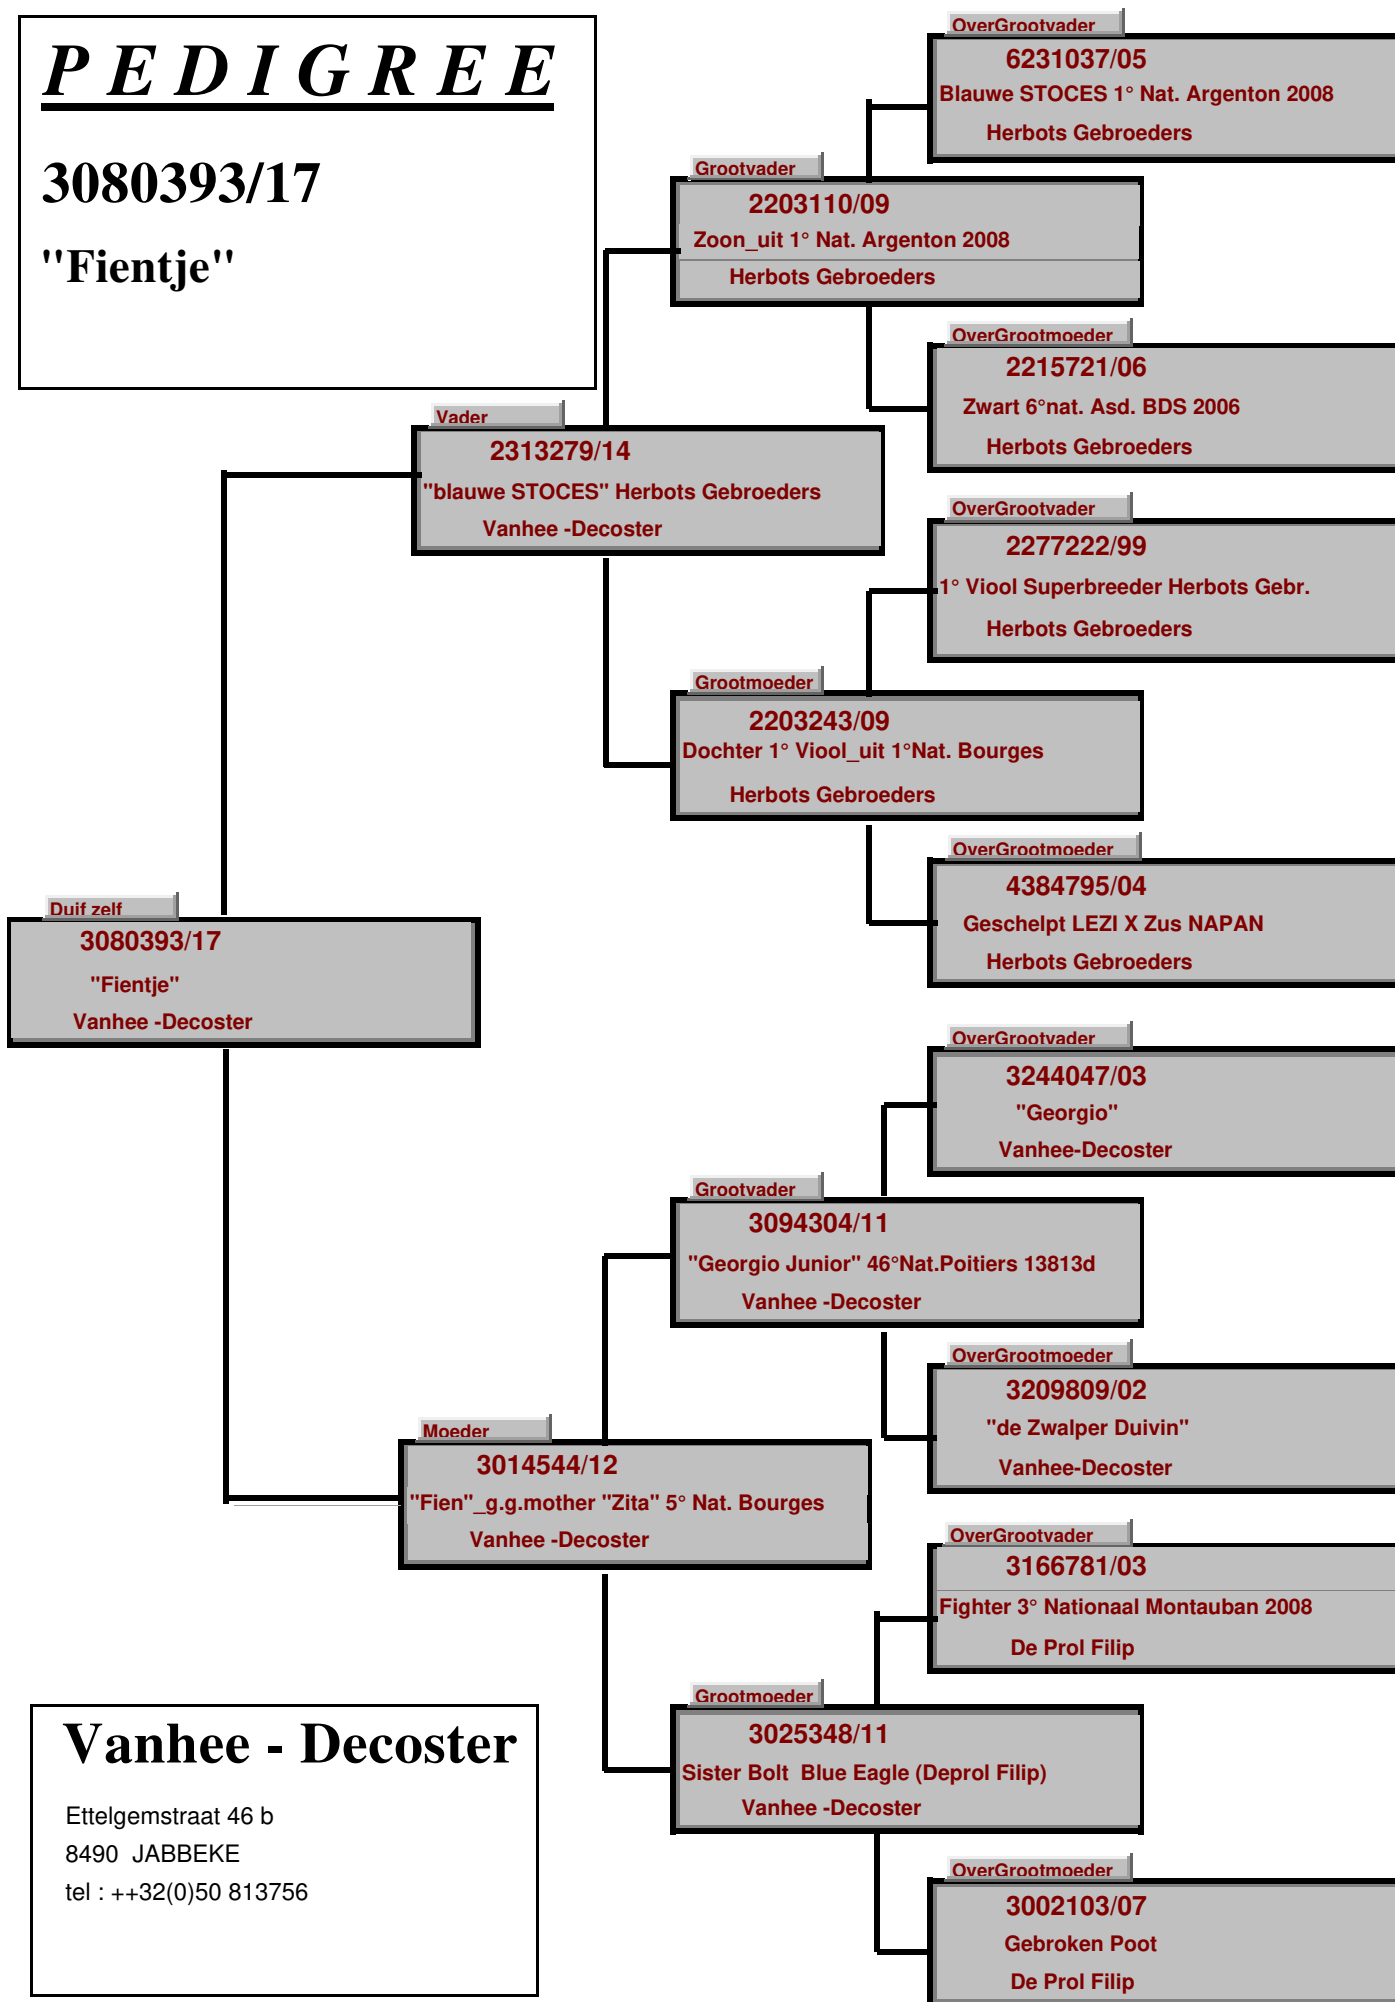 P E D I G R E E
3080393/17
"Fientje"
OverGrootvader
6231037/05
Blauwe STOCES 1° Nat. Argenton 2008
Herbots Gebroeders
Grootvader
2203110/09
Zoon_uit 1° Nat. Argenton 2008
Herbots Gebroeders
OverGrootmoeder
2215721/06
Zwart 6°nat. Asd. BDS 2006
Herbots Gebroeders
Vader
2313279/14
"blauwe STOCES" Herbots Gebroeders
Vanhee -Decoster
OverGrootvader
2277222/99
1° Viool Superbreeder Herbots Gebr.
Herbots Gebroeders
Grootmoeder
2203243/09
Dochter 1° Viool_uit 1°Nat. Bourges
Herbots Gebroeders
OverGrootmoeder
4384795/04
Geschelpt LEZI X Zus NAPAN
Herbots Gebroeders
Duif zelf
3080393/17
"Fientje"
Vanhee -Decoster
OverGrootvader
3244047/03
"Georgio"
Vanhee-Decoster
Grootvader
3094304/11
"Georgio Junior" 46°Nat.Poitiers 13813d
Vanhee -Decoster
OverGrootmoeder
3209809/02
"de Zwalper Duivin"
Vanhee-Decoster
Moeder
3014544/12
"Fien"_g.g.mother "Zita" 5° Nat. Bourges
Vanhee -Decoster
OverGrootvader
3166781/03
Fighter 3° Nationaal Montauban 2008
De Prol Filip
Grootmoeder
3025348/11
Sister Bolt  Blue Eagle (Deprol Filip)
Vanhee -Decoster
OverGrootmoeder
3002103/07
Gebroken Poot
De Prol Filip
Vanhee - Decoster
Ettelgemstraat 46 b
8490  JABBEKE
tel : ++32(0)50 813756